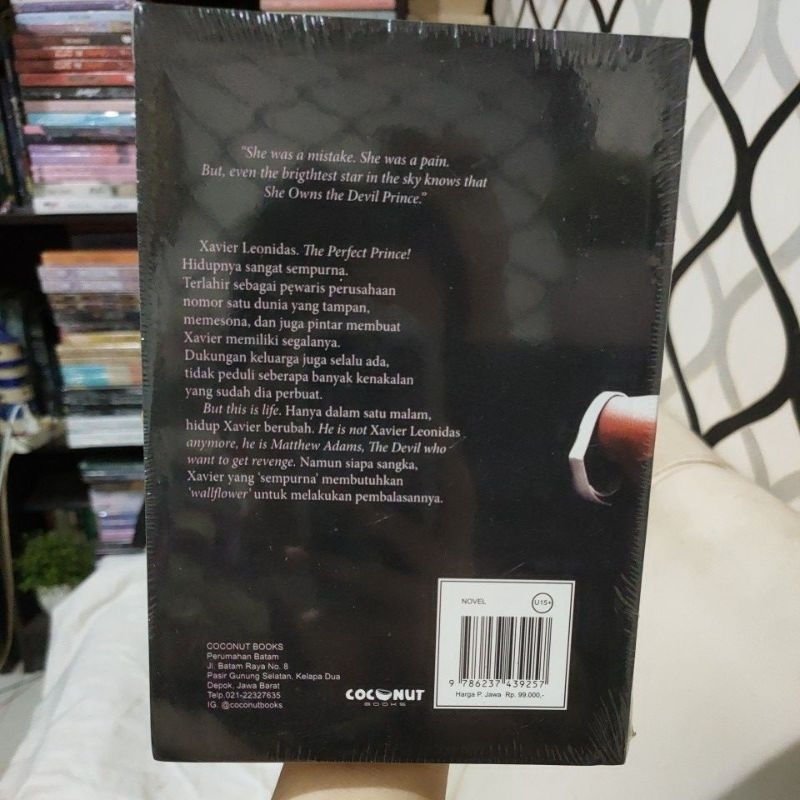 "She was a mistake. She was a pain.
But, even the brigthtest star in the sky knows that
She Owns the Devil Prince."
Xavier Leonidas. The Perfect Prince!
Hidupnya sangat sempurna.
Terlahir sebagai pewaris perusahaan
nomor satu dunia yang tampan,
memesona, dan juga pintar membuat
Xavier memiliki segalanya.
Dukungan keluarga juga selalu ada,
tidak peduli seberapa banyak kenakalan
yang sudah dia perbuat.
But this is life. Hanya dalam satu malam,
hidup Xavier berubah. He is not Xavier Leonidas
anymore, he is Matthew Adams, The Devil who
want to get revenge. Namun siapa sangka,
Xavier yang 'sempurna' membutuhkan
'wallflower' untuk melakukan pembalasannya.
COCONUT BOOKS
Perumahan Batam
Jl. Batam Raya No. 8
Pasir Gunung Selatan, Kelapa Dua
Depok, Jawa Barat
Telp.021-22327635
IG. @coconutbooks
COCONUT
BOOKS
NOVEL
U15+
9 786237 439257
Harga P. Jawa Rp. 99.000,-